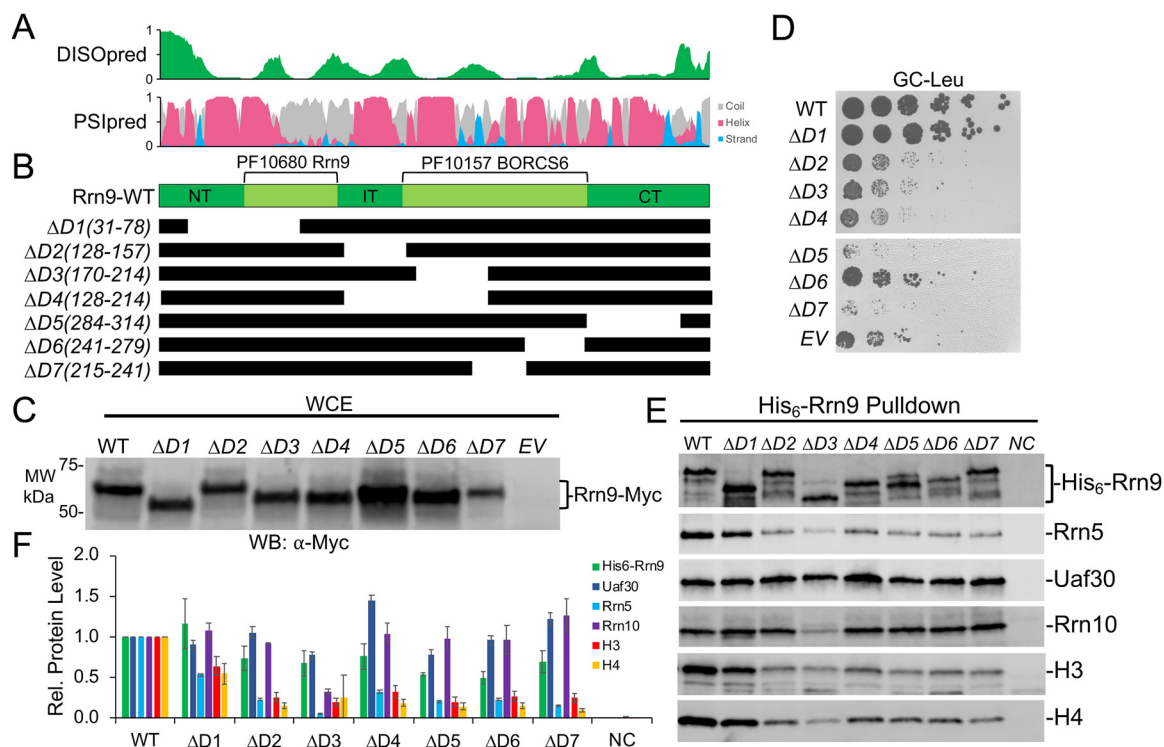 A
DISOpred
1
0
PSIpred
1
0
Coil
Helix
Strand
B
PF10680 Rrn9
PF10157 BORCS6
Rrn9-WT
NT
IT
CT
ΔD1(31-78)
ΔD2(128-157)
ΔD3(170-214)
ΔD4(128-214)
ΔD5(284-314)
ΔD6(241-279)
ΔD7(215-241)
C
WCE
WT ΔD1 ΔD2 ΔD3 ΔD4 ΔD5 ΔD6 ΔD7 EV
MW
kDa
75-
50-
-Rrn9-Myc
WB: α-Myc
D
GC-Leu
WT
ΔD1
ΔD2
ΔD3
ΔD4
ΔD5
ΔD6
ΔD7
EV
E
His6-Rrn9 Pulldown
WT ΔD1 ΔD2 ΔD3 ΔD4 ΔD5 ΔD6 ΔD7 NC
-His6-Rrn9
-Rrn5
-Uaf30
-Rrn10
-H3
-H4
F
Rel. Protein Level
2.0
1.5
1.0
0.5
0.0
His6-Rrn9
Uaf30
Rrn5
Rrn10
H3
H4
WT ΔD1 ΔD2 ΔD3 ΔD4 ΔD5 ΔD6 ΔD7 NC